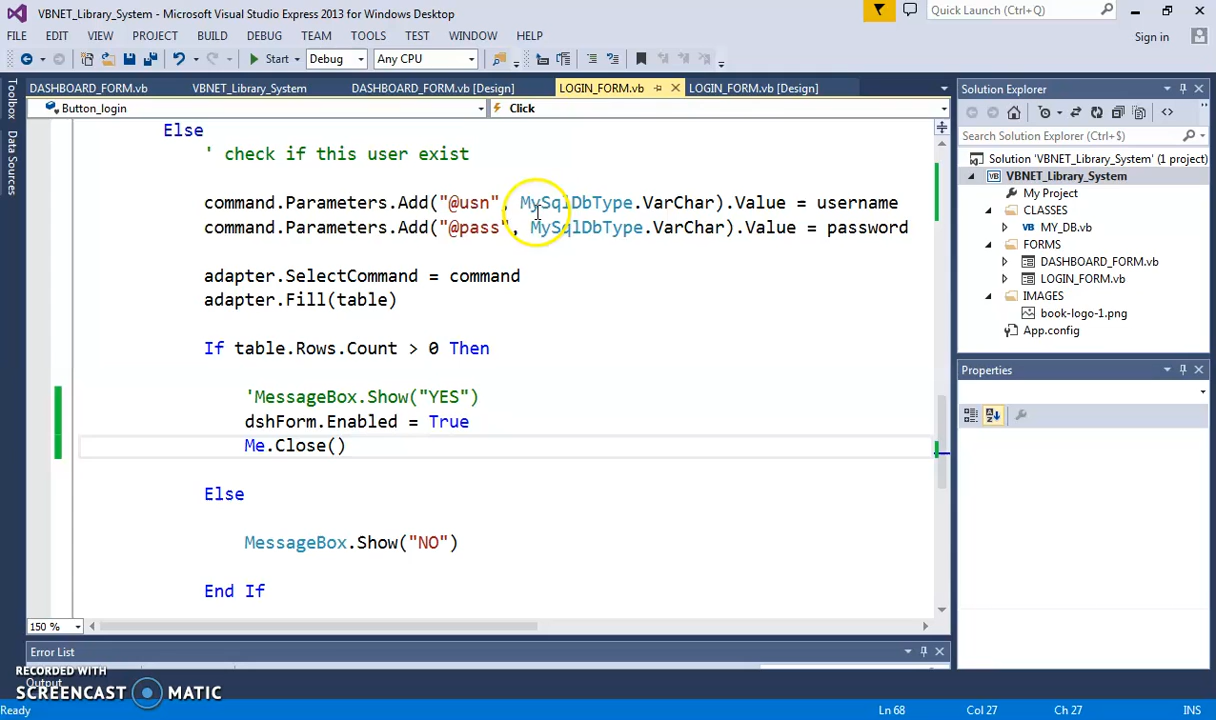 VBNET_Library_System - Microsoft Visual Studio Express 2013 for Windows Desktop
Quick Launch (Ctrl+Q)
FILE EDIT VIEW PROJECT BUILD DEBUG TEAM TOOLS TEST WINDOW HELP
Sign in
Start Debug Any CPU
Toolbox
Data Sources
DASHBOARD_FORM.vb VBNET_Library_System DASHBOARD_FORM.vb [Design] LOGIN_FORM.vb LOGIN_FORM.vb [Design]
Button_login Click
Else
' check if this user exist
command.Parameters.Add("@usn", MySqlDbType.VarChar).Value = username
command.Parameters.Add("@pass", MySqlDbType.VarChar).Value = password
adapter.SelectCommand = command
adapter.Fill(table)
If table.Rows.Count > 0 Then
'MessageBox.Show("YES")
dshForm.Enabled = True
Me.Close()
Else
MessageBox.Show("NO")
End If
150 %
Error List
Output
Solution Explorer
Search Solution Explorer (Ctrl+$)
Solution 'VBNET_Library_System' (1 project)
VBNET_Library_System
My Project
CLASSES
MY_DB.vb
FORMS
DASHBOARD_FORM.vb
LOGIN_FORM.vb
IMAGES
book-logo-1.png
App.config
Properties
RECORDED WITH
SCREENCAST MATIC
Ready Ln 68 Col 27 Ch 27 INS